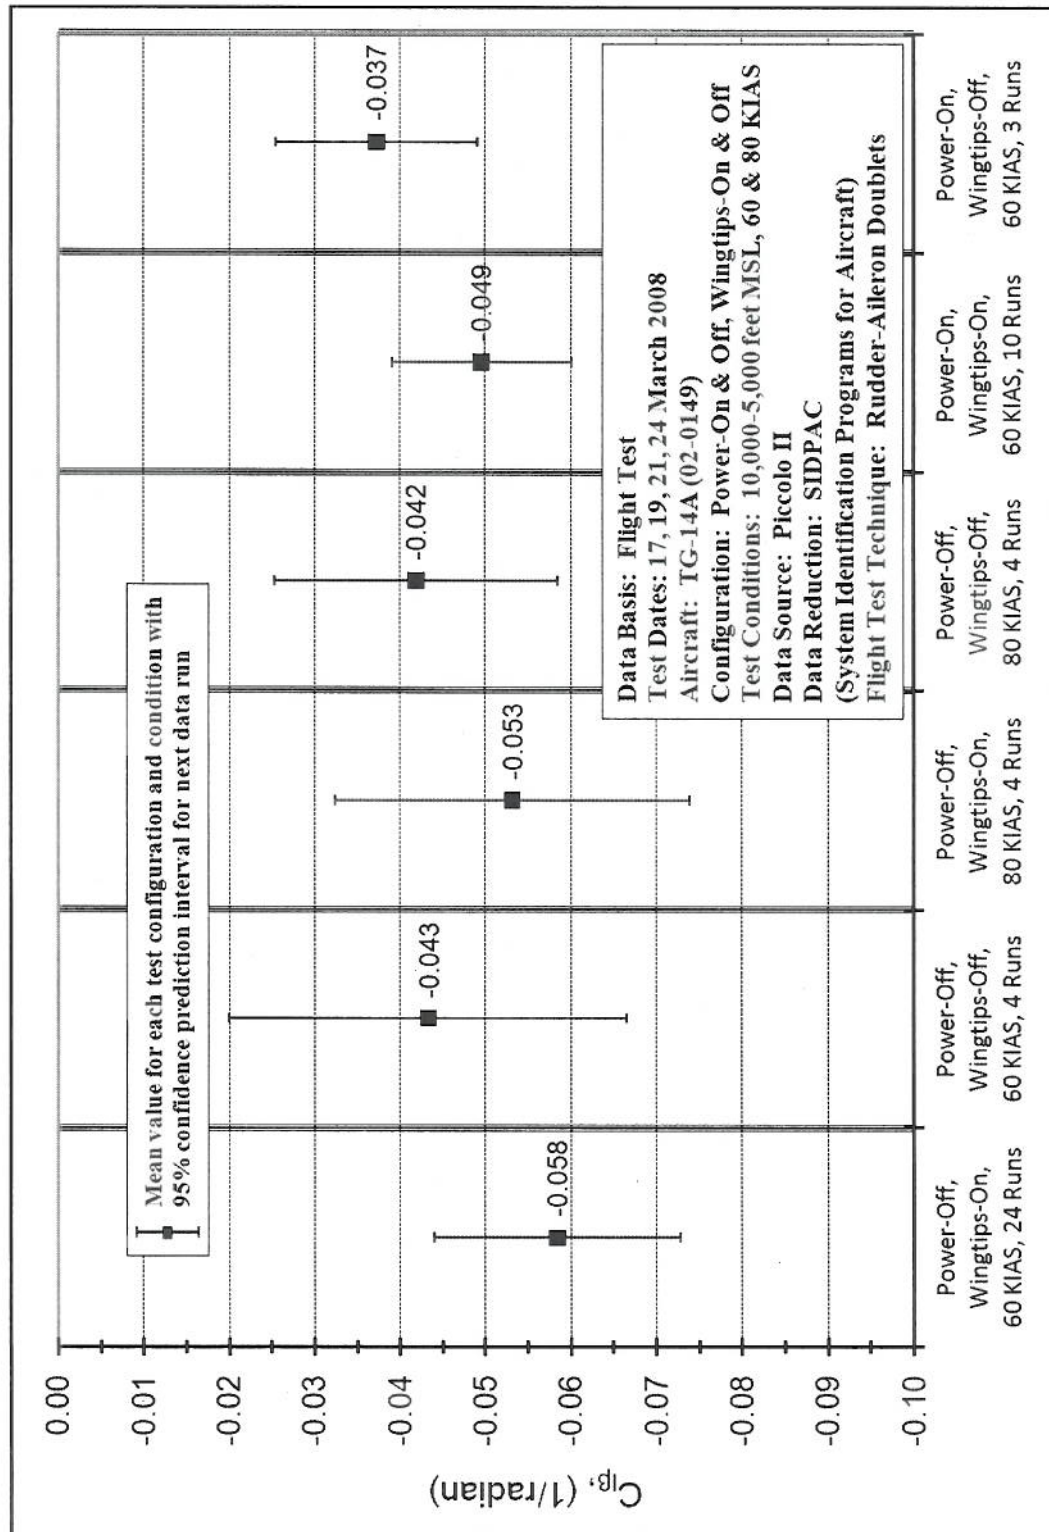 0.00
-0.01
-0.02
-0.03
-0.04
-0.05
-0.06
-0.07
-0.08
-0.09
-0.10
Clβ, (1/radian)
Mean value for each test configuration and condition with
95% confidence prediction interval for next data run
-0.058
-0.043
-0.053
-0.042
-0.049
-0.037
Data Basis: Flight Test
Test Dates: 17, 19, 21, 24 March 2008
Aircraft: TG-14A (02-0149)
Configuration: Power-On & Off, Wingtips-On & Off
Test Conditions: 10,000-5,000 feet MSL, 60 & 80 KIAS
Data Source: Piccolo II
Data Reduction: SIDPAC
(System Identification Programs for Aircraft)
Flight Test Technique: Rudder-Aileron Doublets
Power-Off,
Wingtips-On,
60 KIAS, 24 Runs
Power-Off,
Wingtips-Off,
60 KIAS, 4 Runs
Power-Off,
Wingtips-On,
80 KIAS, 4 Runs
Power-Off,
Wingtips-Off,
80 KIAS, 4 Runs
Power-On,
Wingtips-On,
60 KIAS, 10 Runs
Power-On,
Wingtips-Off,
60 KIAS, 3 Runs